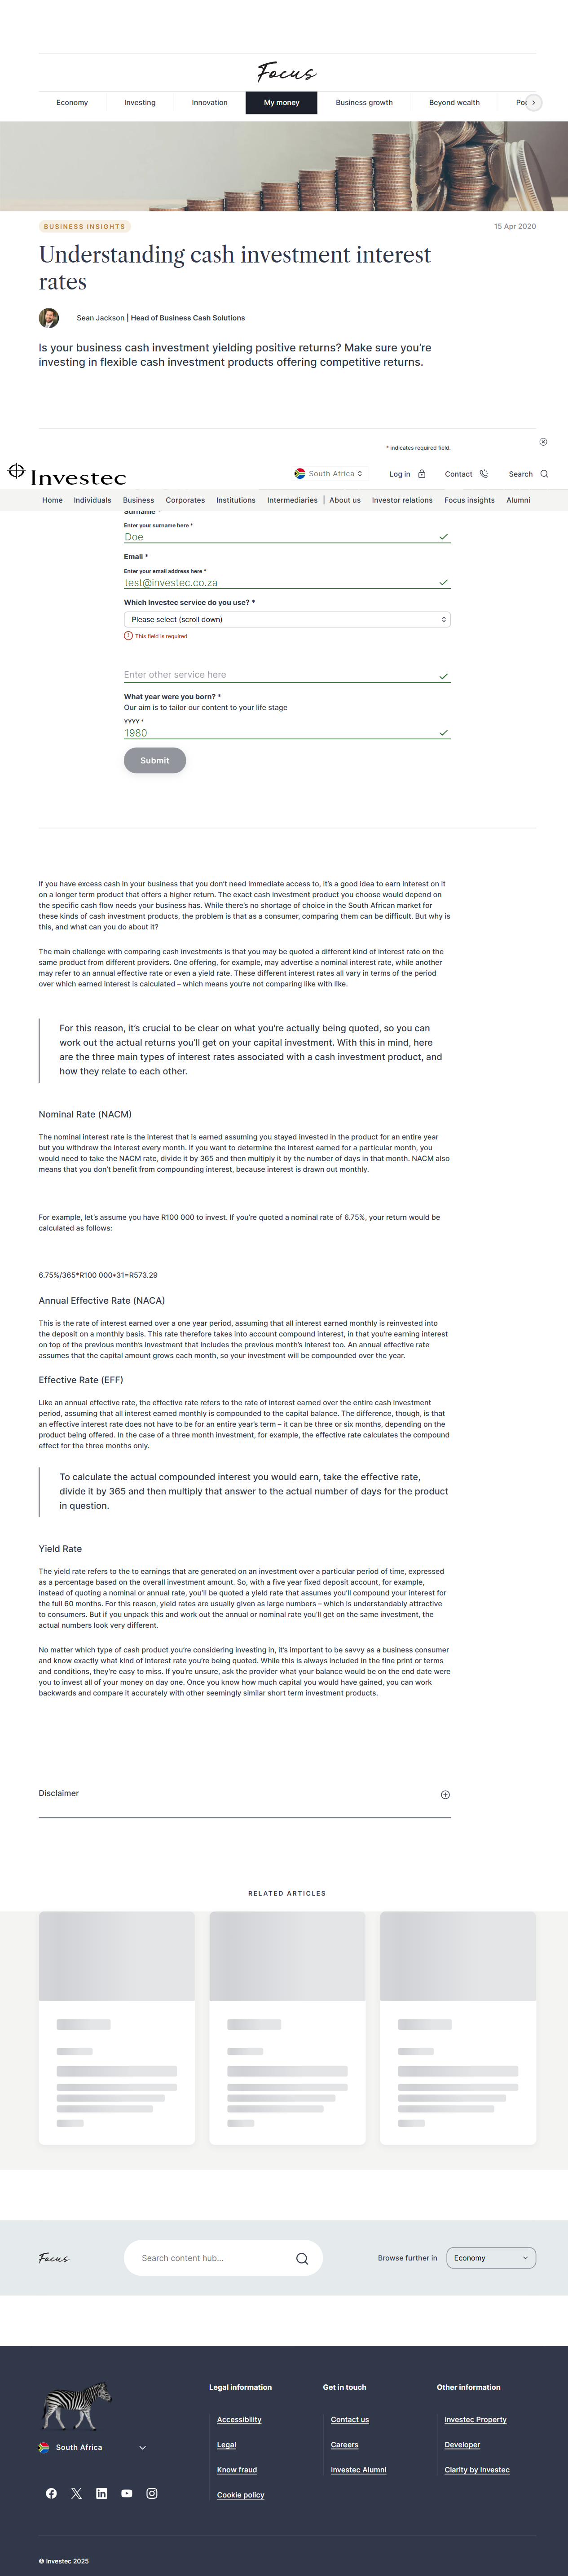 Focus
Economy
Investing
Innovation
My money
Business growth
Beyond wealth
BUSINESS INSIGHTS
15 Apr 2020
Understanding cash investment interest
rates
Sean Jackson | Head of Business Cash Solutions
Is your business cash investment yielding positive returns? Make sure you’re
investing in flexible cash investment products offering competitive returns.
* indicates required field.
Investec
South Africa
Log in
Contact
Search
Home Individuals Business Corporates Institutions Intermediaries | About us Investor relations Focus insights Alumni
Surname *
Enter your surname here *
Doe
Email *
Enter your email address here *
test@investec.co.za
Which Investec service do you use? *
Please select (scroll down)
This field is required
Enter other service here
What year were you born? *
Our aim is to tailor our content to your life stage
YYYY *
1980
Submit
If you have excess cash in your business that you don’t need immediate access to, it’s a good idea to earn interest on it
on a longer term product that offers a higher return. The exact cash investment product you choose would depend on
the specific cash flow needs your business has. While there’s no shortage of choice in the South African market for
these kinds of cash investment products, the problem is that as a consumer, comparing them can be difficult. But why is
this, and what can you do about it?
The main challenge with comparing cash investments is that you may be quoted a different kind of interest rate on the
same product from different providers. One offering, for example, may advertise a nominal interest rate, while another
may refer to an annual effective rate or even a yield rate. These different interest rates all vary in terms of the period
over which earned interest is calculated – which means you’re not comparing like with like.
For this reason, it’s crucial to be clear on what you’re actually being quoted, so you can
work out the actual returns you’ll get on your capital investment. With this in mind, here
are the three main types of interest rates associated with a cash investment product, and
how they relate to each other.
Nominal Rate (NACM)
The nominal interest rate is the interest that is earned assuming you stayed invested in the product for an entire year
but you withdrew the interest every month. If you want to determine the interest earned for a particular month, you
would need to take the NACM rate, divide it by 365 and then multiply it by the number of days in that month. NACM also
means that you don’t benefit from compounding interest, because interest is drawn out monthly.
For example, let’s assume you have R100 000 to invest. If you’re quoted a nominal rate of 6.75%, your return would be
calculated as follows:
6.75%/365*R100 000*31=R573.29
Annual Effective Rate (NACA)
This is the rate of interest earned over a one year period, assuming that all interest earned monthly is reinvested into
the deposit on a monthly basis. This rate therefore takes into account compound interest, in that you’re earning interest
on top of the previous month’s investment that includes the previous month’s interest too. An annual effective rate
assumes that the capital amount grows each month, so your investment will be compounded over the year.
Effective Rate (EFF)
Like an annual effective rate, the effective rate refers to the rate of interest earned over the entire cash investment
period, assuming that all interest earned monthly is compounded to the capital balance. The difference, though, is that
an effective interest rate does not have to be for an entire year’s term – it can be three or six months, depending on the
product being offered. In the case of a three month investment, for example, the effective rate calculates the compound
effect for the three months only.
To calculate the actual compounded interest you would earn, take the effective rate,
divide it by 365 and then multiply that answer to the actual number of days for the product
in question.
Yield Rate
The yield rate refers to the to earnings that are generated on an investment over a particular period of time, expressed
as a percentage based on the overall investment amount. So, with a five year fixed deposit account, for example,
instead of quoting a nominal or annual rate, you’ll be quoted a yield rate that assumes you’ll compound your interest for
the full 60 months. For this reason, yield rates are usually given as large numbers – which is understandably attractive
to consumers. But if you unpack this and work out the annual or nominal rate you’ll get on the same investment, the
actual numbers look very different.
No matter which type of cash product you’re considering investing in, it’s important to be savvy as a business consumer
and know exactly what kind of interest rate you’re being quoted. While this is always included in the fine print or terms
and conditions, they’re easy to miss. If you’re unsure, ask the provider what your balance would be on the end date were
you to invest all of your money on day one. Once you know how much capital you would have gained, you can work
backwards and compare it accurately with other seemingly similar short term investment products.
Disclaimer
RELATED ARTICLES
Focus
Search content hub...
Browse further in
Economy
South Africa
Legal information
Accessibility
Legal
Know fraud
Cookie policy
Get in touch
Contact us
Careers
Investec Alumni
Other information
Investec Property
Developer
Clarity by Investec
© Investec 2025